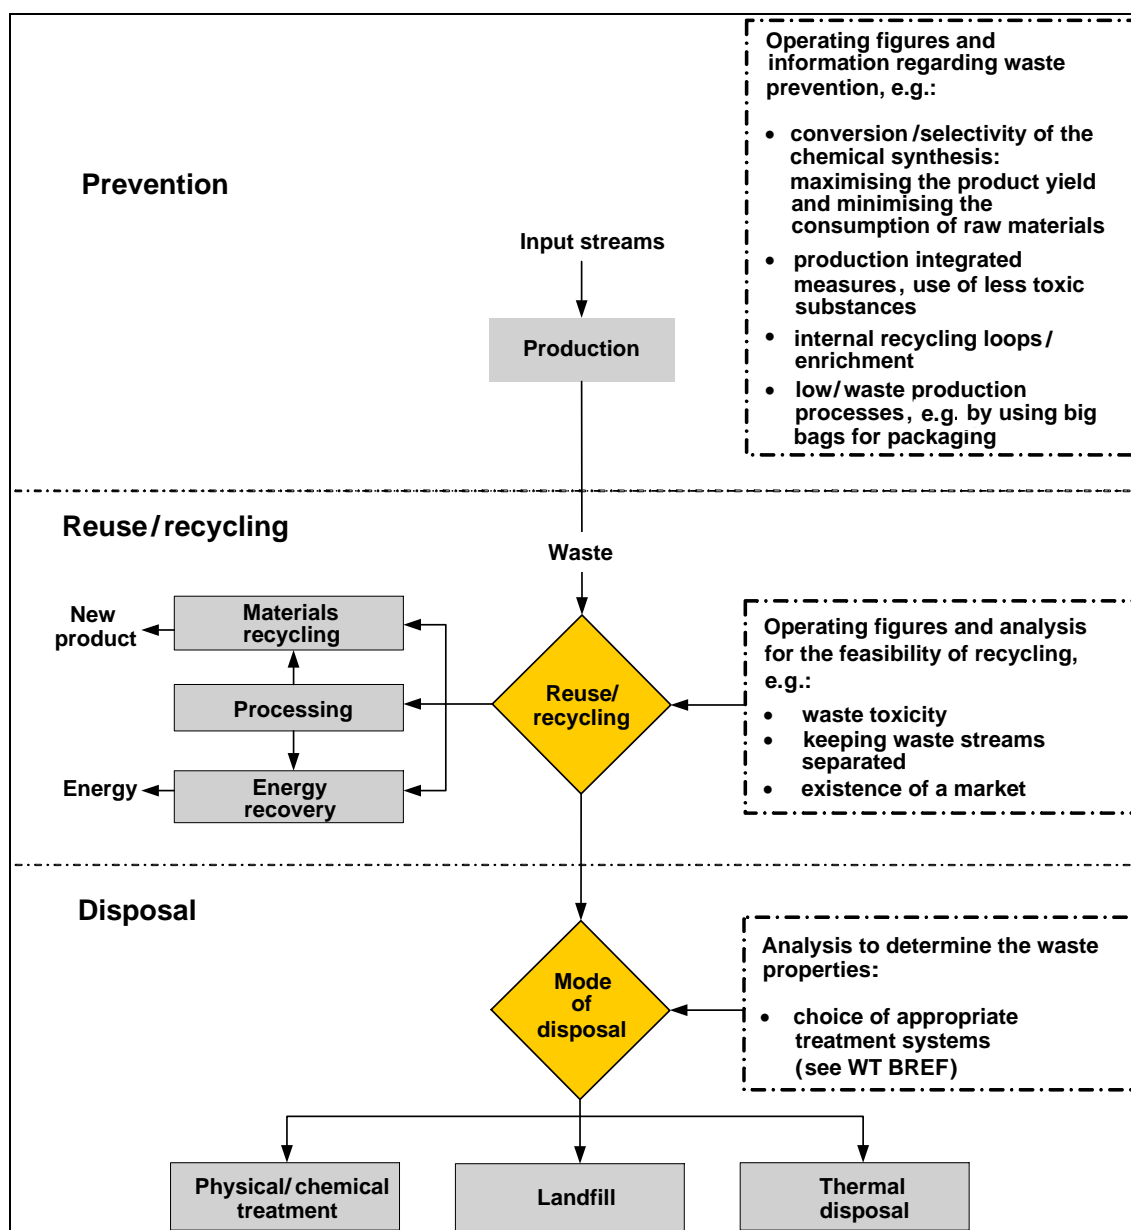 Prevention
Input streams
Production
Operating figures and
information regarding waste
prevention, e.g.:
• conversion/selectivity of the
chemical synthesis:
maximising the product yield
and minimising the
consumption of raw materials
• production integrated
measures, use of less toxic
substances
• internal recycling loops/
enrichment
• low/waste production
processes, e.g. by using big
bags for packaging
Reuse/recycling
Waste
New
product
Materials
recycling
Processing
Energy
Energy
recovery
Reuse/
recycling
Operating figures and analysis
for the feasibility of recycling,
e.g.:
• waste toxicity
• keeping waste streams
separated
• existence of a market
Disposal
Mode
of
disposal
Analysis to determine the waste
properties:
• choice of appropriate
treatment systems
(see WT BREF)
Physical/chemical
treatment
Landfill
Thermal
disposal